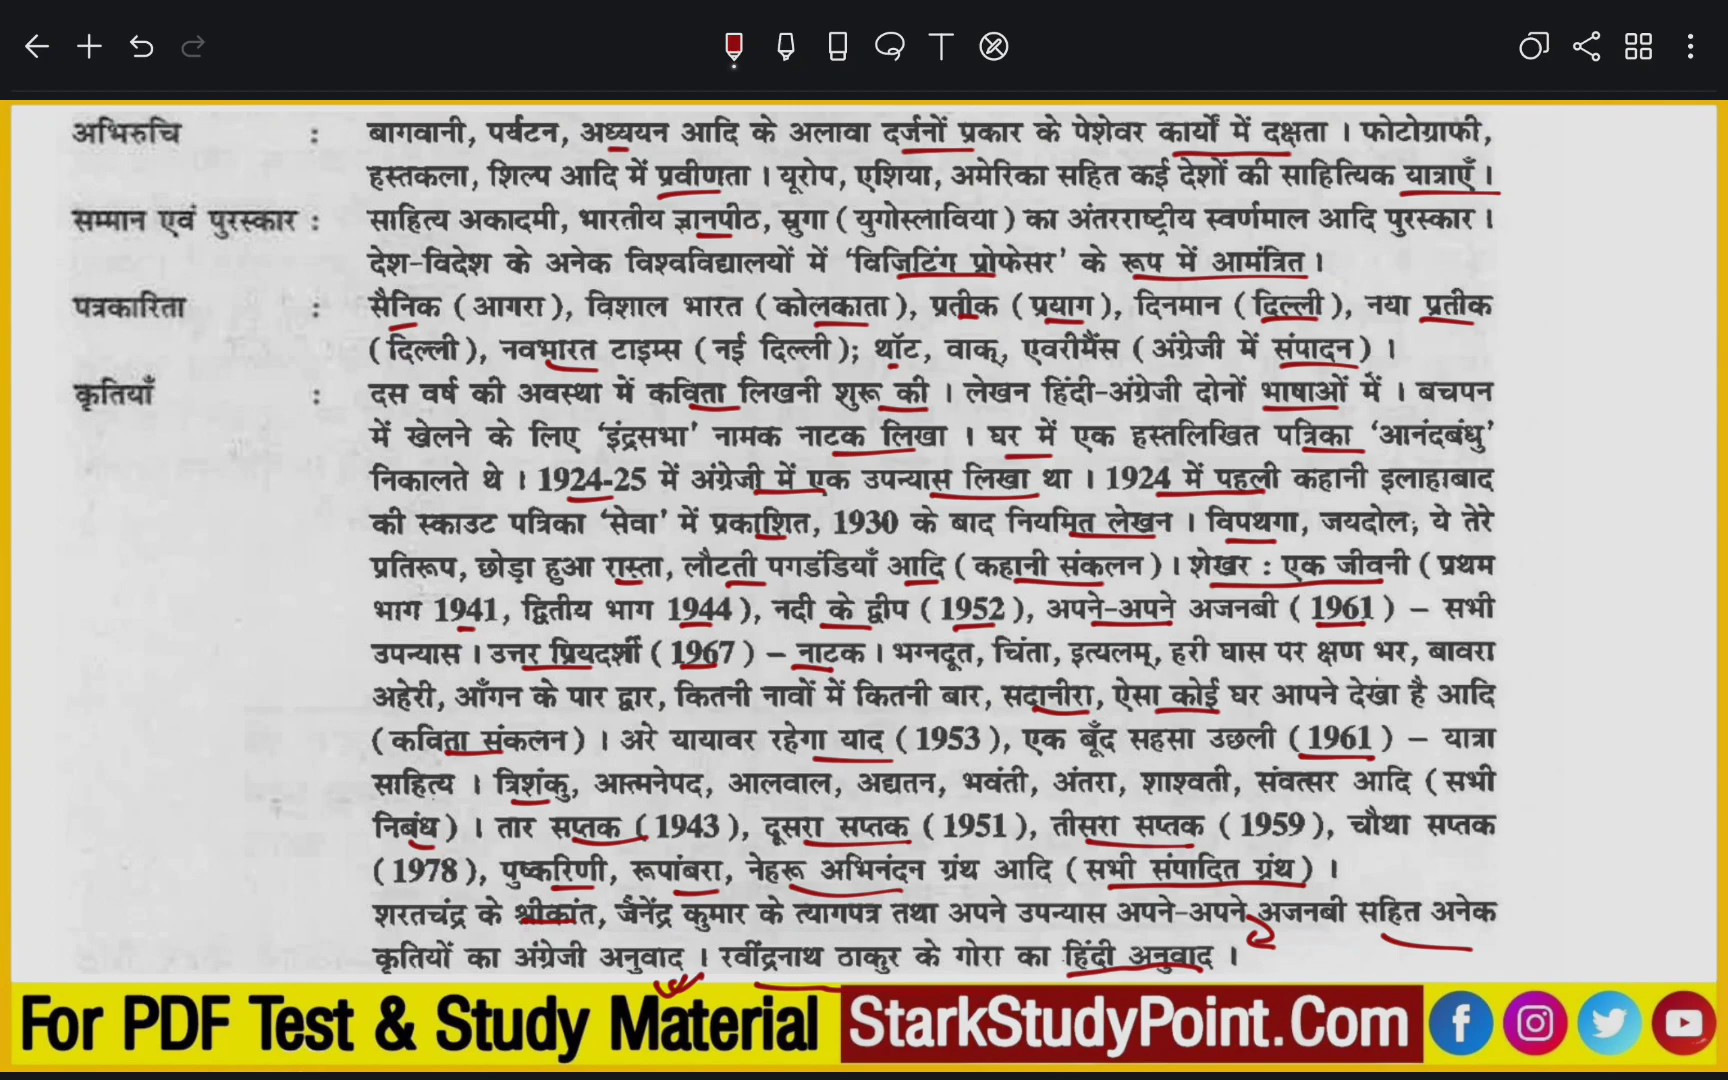 अभिरुचि : बागवानी, पर्यटन, अध्ययन आदि के अलावा दर्जनों प्रकार के पेशेवर कार्यों में दक्षता । फोटोग्राफी,
हस्तकला, शिल्प आदि में प्रवीणता । यूरोप, एशिया, अमेरिका सहित कई देशों की साहित्यिक यात्राएँ ।
सम्मान एवं पुरस्कार : साहित्य अकादमी, भारतीय ज्ञानपीठ, स्रुगा (युगोस्लाविया) का अंतरराष्ट्रीय स्वर्णमाल आदि पुरस्कार ।
देश-विदेश के अनेक विश्वविद्यालयों में ‘विजिटिंग प्रोफेसर’ के रूप में आमंत्रित ।
पत्रकारिता : सैनिक (आगरा), विशाल भारत (कोलकाता), प्रतीक (प्रयाग), दिनमान (दिल्ली), नया प्रतीक
(दिल्ली), नवभारत टाइम्स (नई दिल्ली); थॉट, वाक्, एवरीमैंस (अंग्रेजी में संपादन) ।
कृतियाँ : दस वर्ष की अवस्था में कविता लिखनी शुरू की । लेखन हिंदी-अंग्रेजी दोनों भाषाओं में । बचपन
में खेलने के लिए ‘इंद्रसभा’ नामक नाटक लिखा । घर में एक हस्तलिखित पत्रिका ‘आनंदबंधु’
निकालते थे । 1924-25 में अंग्रेजी में एक उपन्यास लिखा था । 1924 में पहली कहानी इलाहाबाद
की स्काउट पत्रिका ‘सेवा’ में प्रकाशित, 1930 के बाद नियमित लेखन । विपथगा, जयदोल, ये तेरे
प्रतिरूप, छोड़ा हुआ रास्ता, लौटती पगडंडियाँ आदि (कहानी संकलन) । शेखर : एक जीवनी (प्रथम
भाग 1941, द्वितीय भाग 1944), नदी के द्वीप (1952), अपने-अपने अजनबी (1961) – सभी
उपन्यास । उत्तर प्रियदर्शी (1967) – नाटक । भग्नदूत, चिंता, इत्यलम्, हरी घास पर क्षण भर, बावरा
अहेरी, आँगन के पार द्वार, कितनी नावों में कितनी बार, सदानीरा, ऐसा कोई घर आपने देखा है आदि
(कविता संकलन) । अरे यायावर रहेगा याद (1953), एक बूँद सहसा उछली (1961) – यात्रा
साहित्य । त्रिशंकु, आत्मनेपद, आलवाल, अद्यतन, भवंती, अंतरा, शाश्वती, संवत्सर आदि (सभी
निबंध) । तार सप्तक (1943), दूसरा सप्तक (1951), तीसरा सप्तक (1959), चौथा सप्तक
(1978), पुष्करिणी, रूपांबरा, नेहरू अभिनंदन ग्रंथ आदि (सभी संपादित ग्रंथ) ।
शरतचंद्र के श्रीकांत, जैनेंद्र कुमार के त्यागपत्र तथा अपने उपन्यास अपने-अपने अजनबी सहित अनेक
कृतियों का अंग्रेजी अनुवाद । रवींद्रनाथ ठाकुर के गोरा का हिंदी अनुवाद ।
For PDF Test & Study Material StarkStudyPoint.Com